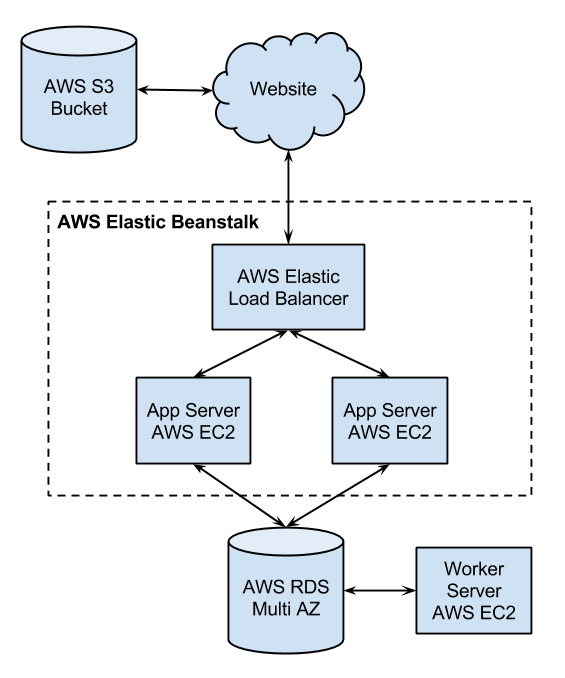 AWS S3
Bucket
Website
AWS Elastic Beanstalk
AWS Elastic
Load Balancer
App Server
AWS EC2
App Server
AWS EC2
AWS RDS
Multi AZ
Worker
Server
AWS EC2